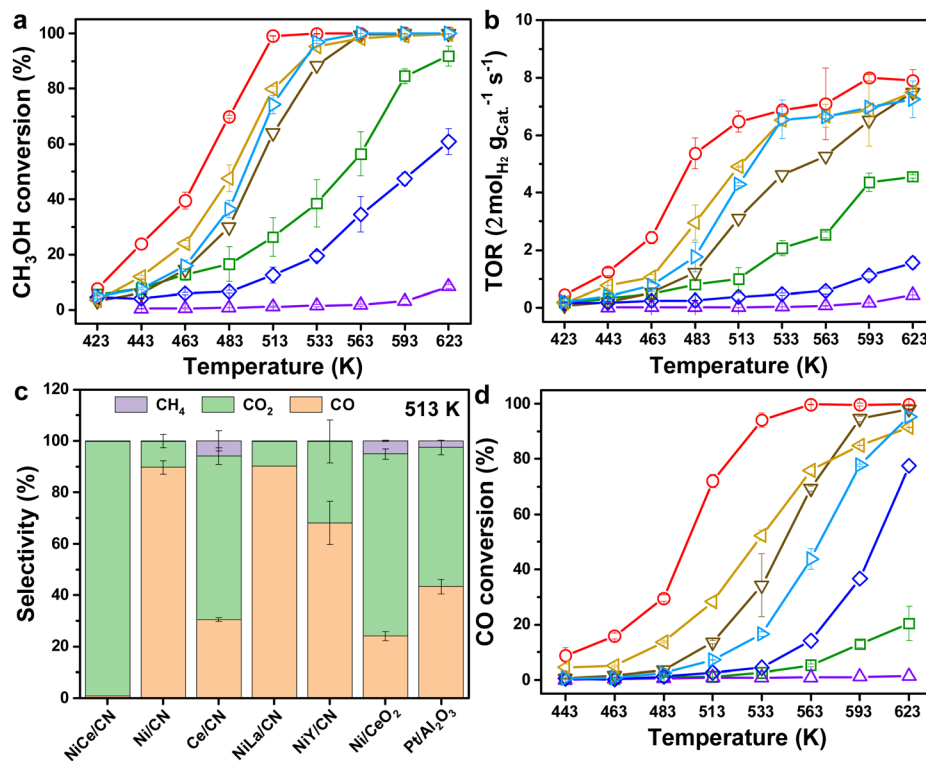 a
CH₃OH conversion (%)
100
80
60
40
20
0
423 443 463 483 513 533 563 593 623
Temperature (K)
b
TOR (2mol_H₂ g_Cat.⁻¹ s⁻¹)
10
8
6
4
2
0
423 443 463 483 513 533 563 593 623
Temperature (K)
c
Selectivity (%)
120
100
80
60
40
20
0
CH₄ CO₂ CO 513 K
NiCe/CN Ni/CN Ce/CN NiLa/CN NiY/CN Ni/CeO₂ Pt/Al₂O₃
d
CO conversion (%)
100
80
60
40
20
0
443 463 483 513 533 563 593 623
Temperature (K)